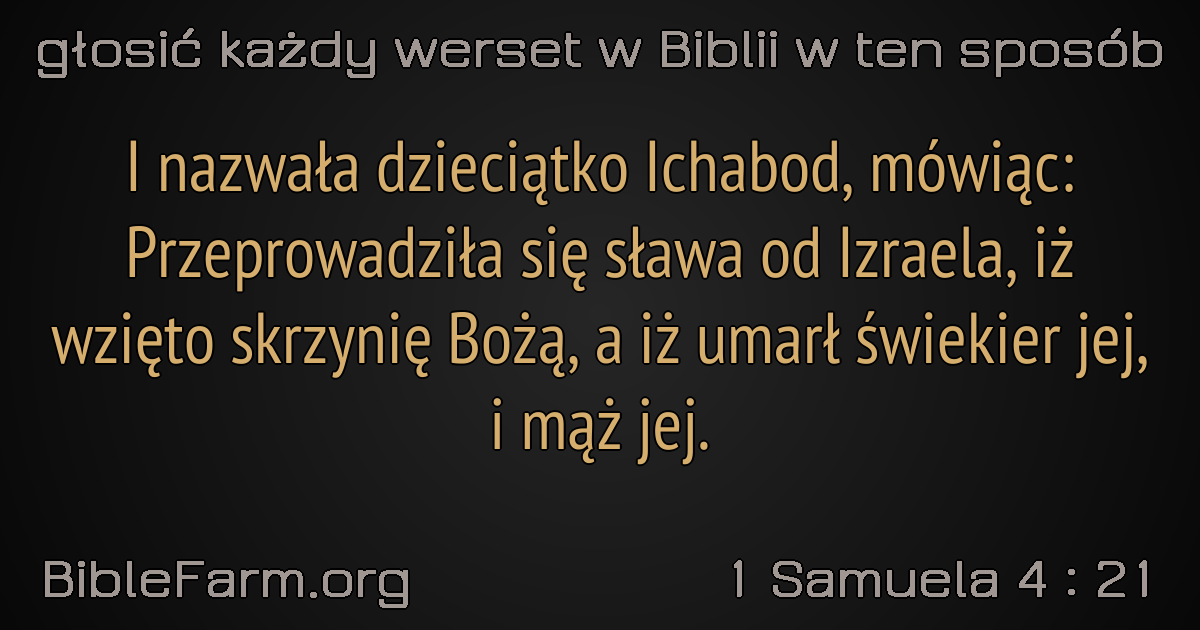 głosić każdy werset w Biblii w ten sposób
I nazwała dzieciątko Ichabod, mówiąc:
Przeprowadziła się sława od Izraela, iż
wzięto skrzynię Bożą, a iż umarł świekier jej,
i mąż jej.
BibleFarm.org
1 Samuela 4 : 21